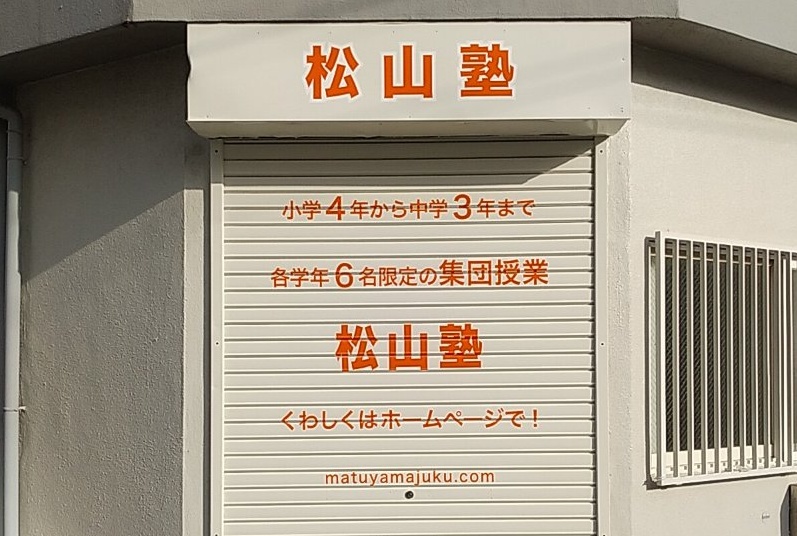 松山塾
小学4年から中学3年まで
各学年6名限定の集団授業
松山塾
くわしくはホームページで！
matuyamajuku.com